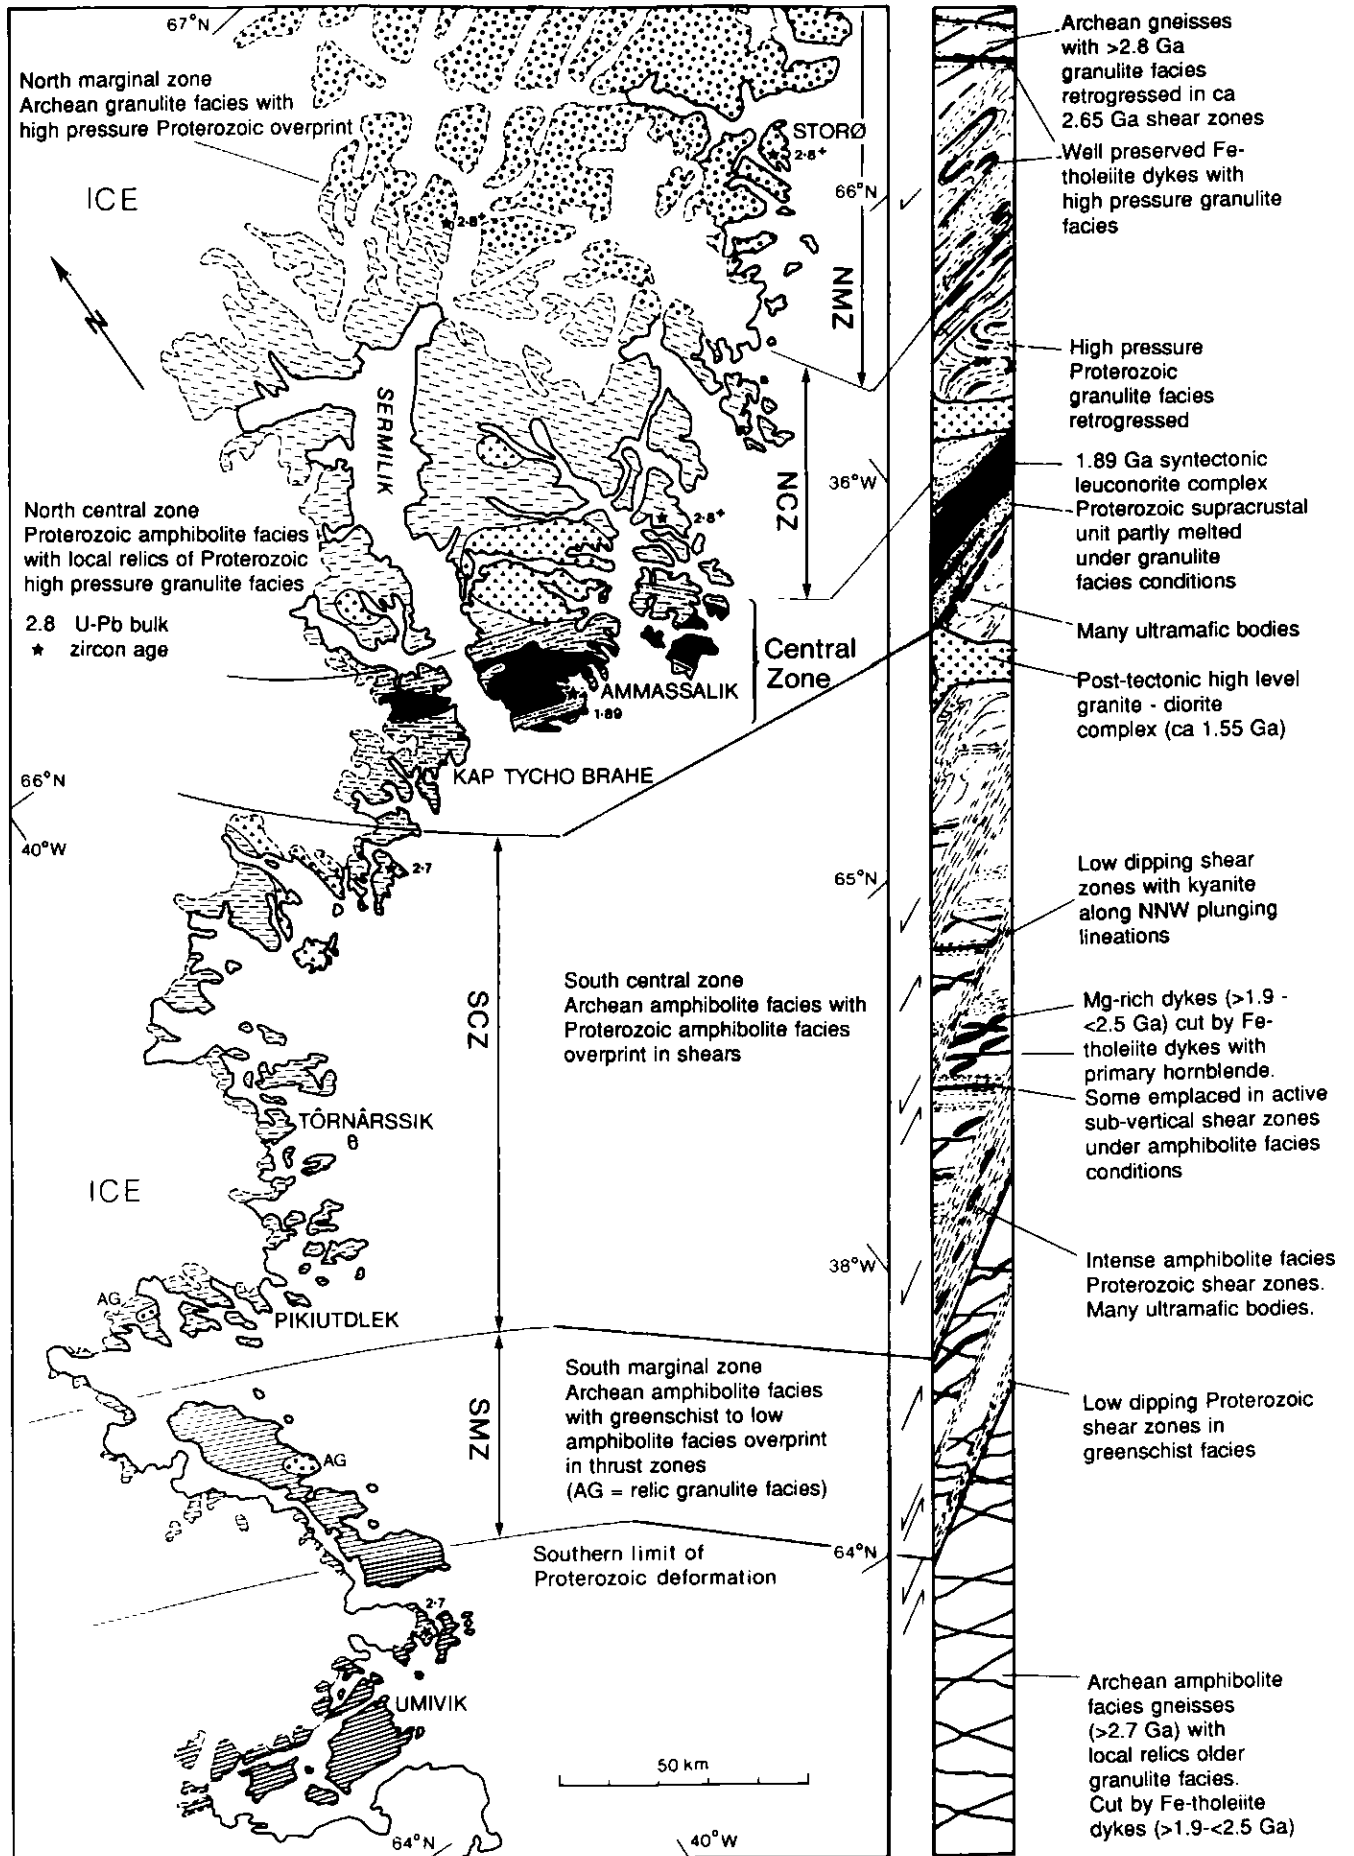 67°N
North marginal zone
Archean granulite facies with
high pressure Proterozoic overprint
ICE
N
STORØ
2·8+
66°N
2·8+
NMZ
SERMILIK
NCZ
36°W
North central zone
Proterozoic amphibolite facies
with local relics of Proterozoic
high pressure granulite facies
2.8 U-Pb bulk
★ zircon age
2·8+
Central
Zone
AMMASSALIK
1·89
KAP TYCHO BRAHE
66°N
40°W
2·7
65°N
SCZ
South central zone
Archean amphibolite facies with
Proterozoic amphibolite facies
overprint in shears
TÔRNÂRSSIK
ICE
38°W
AG
PIKIUTDLEK
SMZ
South marginal zone
Archean amphibolite facies
with greenschist to low
amphibolite facies overprint
in thrust zones
(AG = relic granulite facies)
AG
Southern limit of
Proterozoic deformation
64°N
2·7
UMIVIK
50 km
64°N
40°W
Archean gneisses
with >2.8 Ga
granulite facies
retrogressed in ca
2.65 Ga shear zones
Well preserved Fe-
tholeiite dykes with
high pressure granulite
facies
High pressure
Proterozoic
granulite facies
retrogressed
1.89 Ga syntectonic
leuconorite complex
Proterozoic supracrustal
unit partly melted
under granulite
facies conditions
Many ultramafic bodies
Post-tectonic high level
granite - diorite
complex (ca 1.55 Ga)
Low dipping shear
zones with kyanite
along NNW plunging
lineations
Mg-rich dykes (>1.9 -
<2.5 Ga) cut by Fe-
tholeiite dykes with
primary hornblende.
Some emplaced in active
sub-vertical shear zones
under amphibolite facies
conditions
Intense amphibolite facies
Proterozoic shear zones.
Many ultramafic bodies.
Low dipping Proterozoic
shear zones in
greenschist facies
Archean amphibolite
facies gneisses
(>2.7 Ga) with
local relics older
granulite facies.
Cut by Fe-tholeiite
dykes (>1.9-<2.5 Ga)